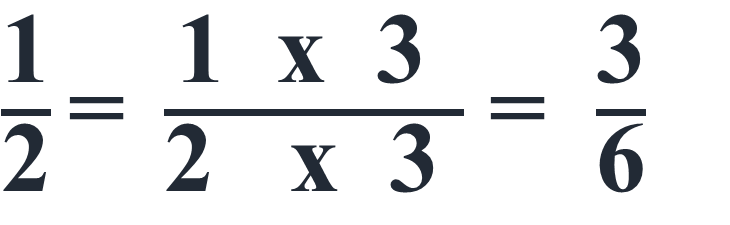 1/2 = 1 x 3 / 2 x 3 = 3/6